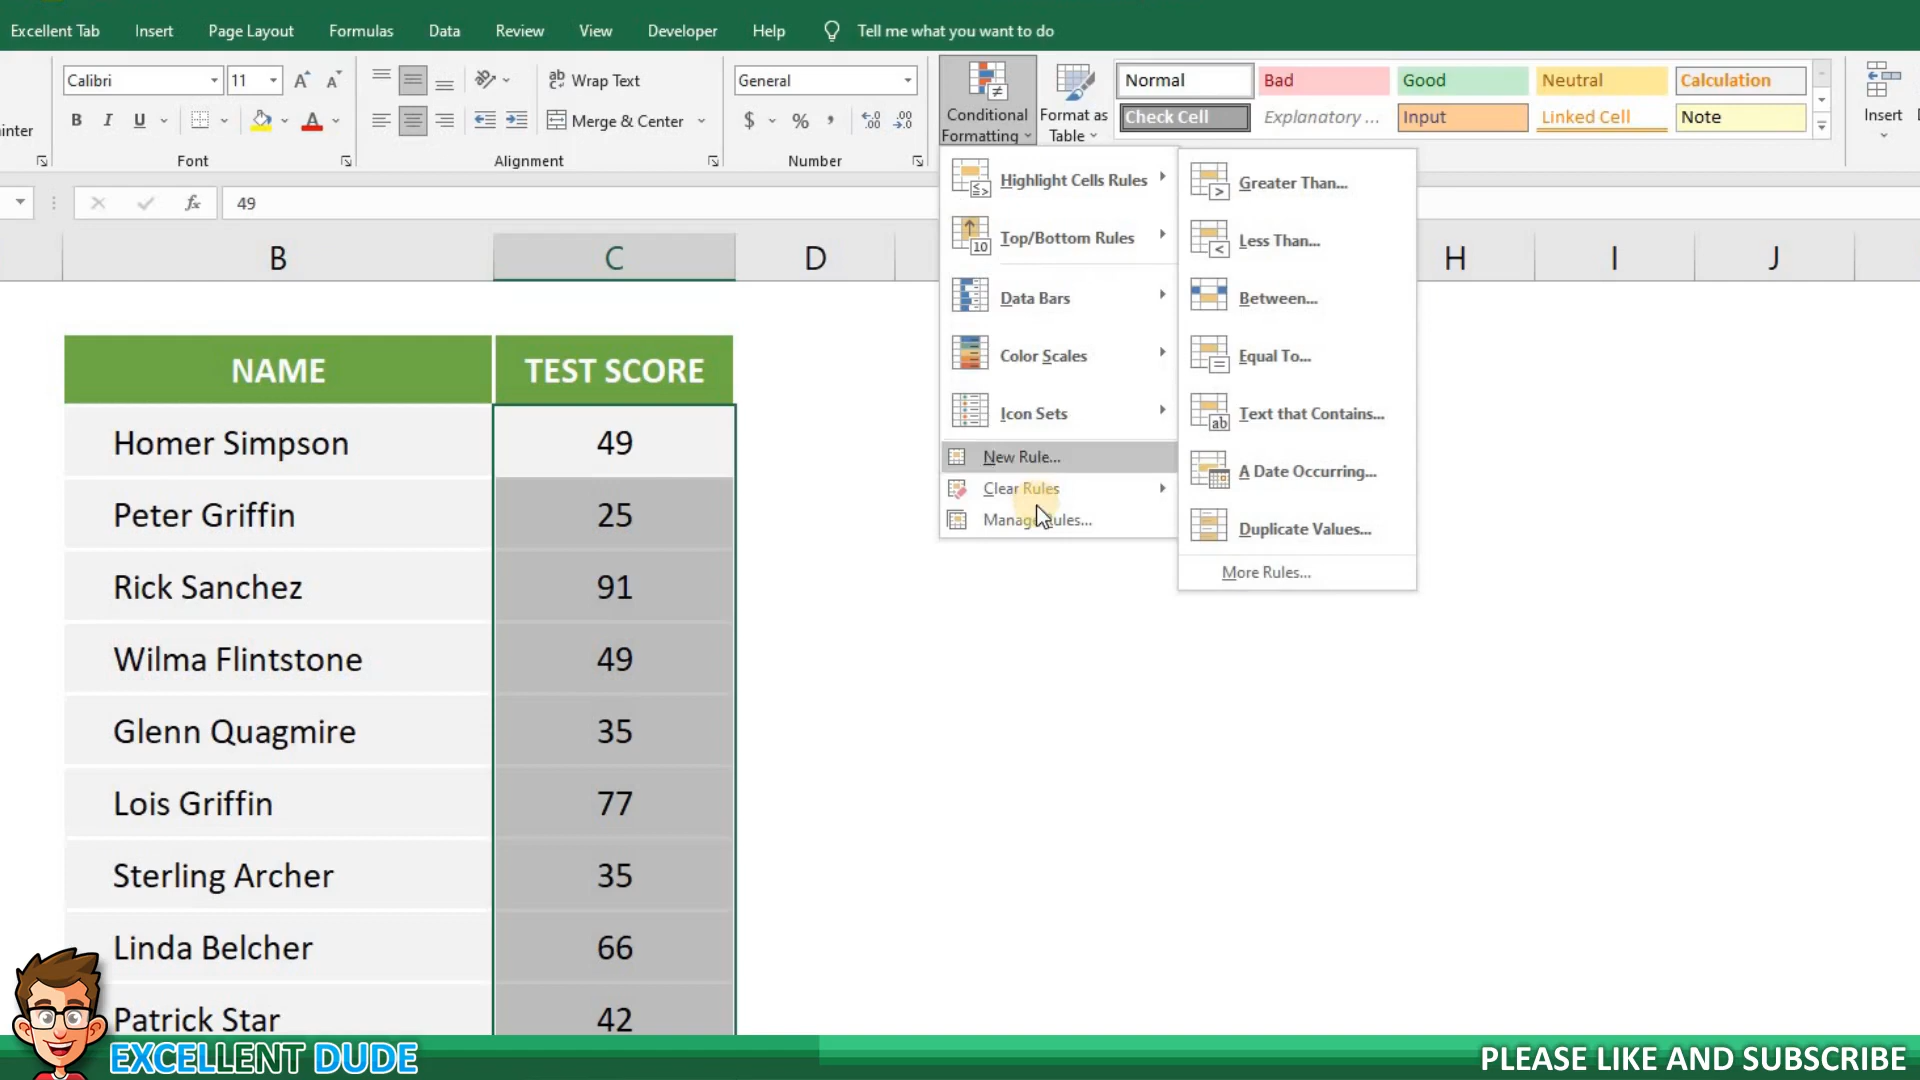 Excellent Tab Insert Page Layout Formulas Data Review View Developer Help Tell me what you want to do
Calibri 11 A A ab Wrap Text General Normal Bad Good Neutral Calculation
inter B I U A Merge & Center $ % , Conditional Formatting Format as Table Check Cell Explanatory ... Input Linked Cell Note Insert
Font Alignment Number
fx 49
Highlight Cells Rules
Top/Bottom Rules
Data Bars
Color Scales
Icon Sets
New Rule...
Clear Rules
Greater Than...
Less Than...
Between...
Equal To...
Text that Contains...
A Date Occurring...
Duplicate Values...
More Rules...
B C D H I J
NAME TEST SCORE
Homer Simpson 49
Peter Griffin 25
Rick Sanchez 91
Wilma Flintstone 49
Glenn Quagmire 35
Lois Griffin 77
Sterling Archer 35
Linda Belcher 66
Patrick Star 42
EXCELLENT DUDE
PLEASE LIKE AND SUBSCRIBE